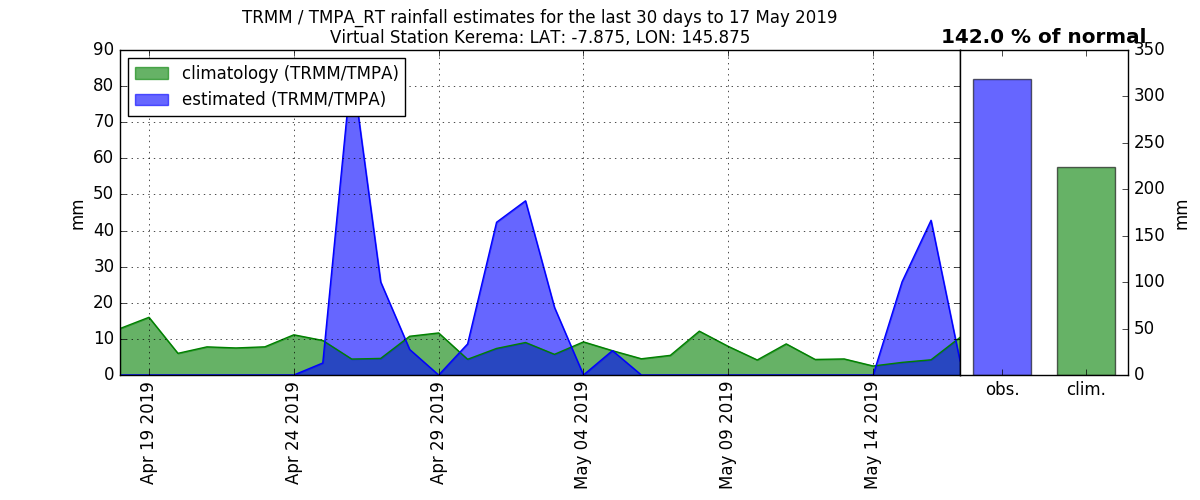 TRMM / TMPA_RT rainfall estimates for the last 30 days to 17 May 2019
Virtual Station Kerema: LAT: -7.875, LON: 145.875
142.0 % of normal
climatology (TRMM/TMPA)
estimated (TRMM/TMPA)
90
80
70
60
50
40
30
20
10
0
mm
Apr 19 2019
Apr 24 2019
Apr 29 2019
May 04 2019
May 09 2019
May 14 2019
350
300
250
200
150
100
50
0
mm
obs.
clim.